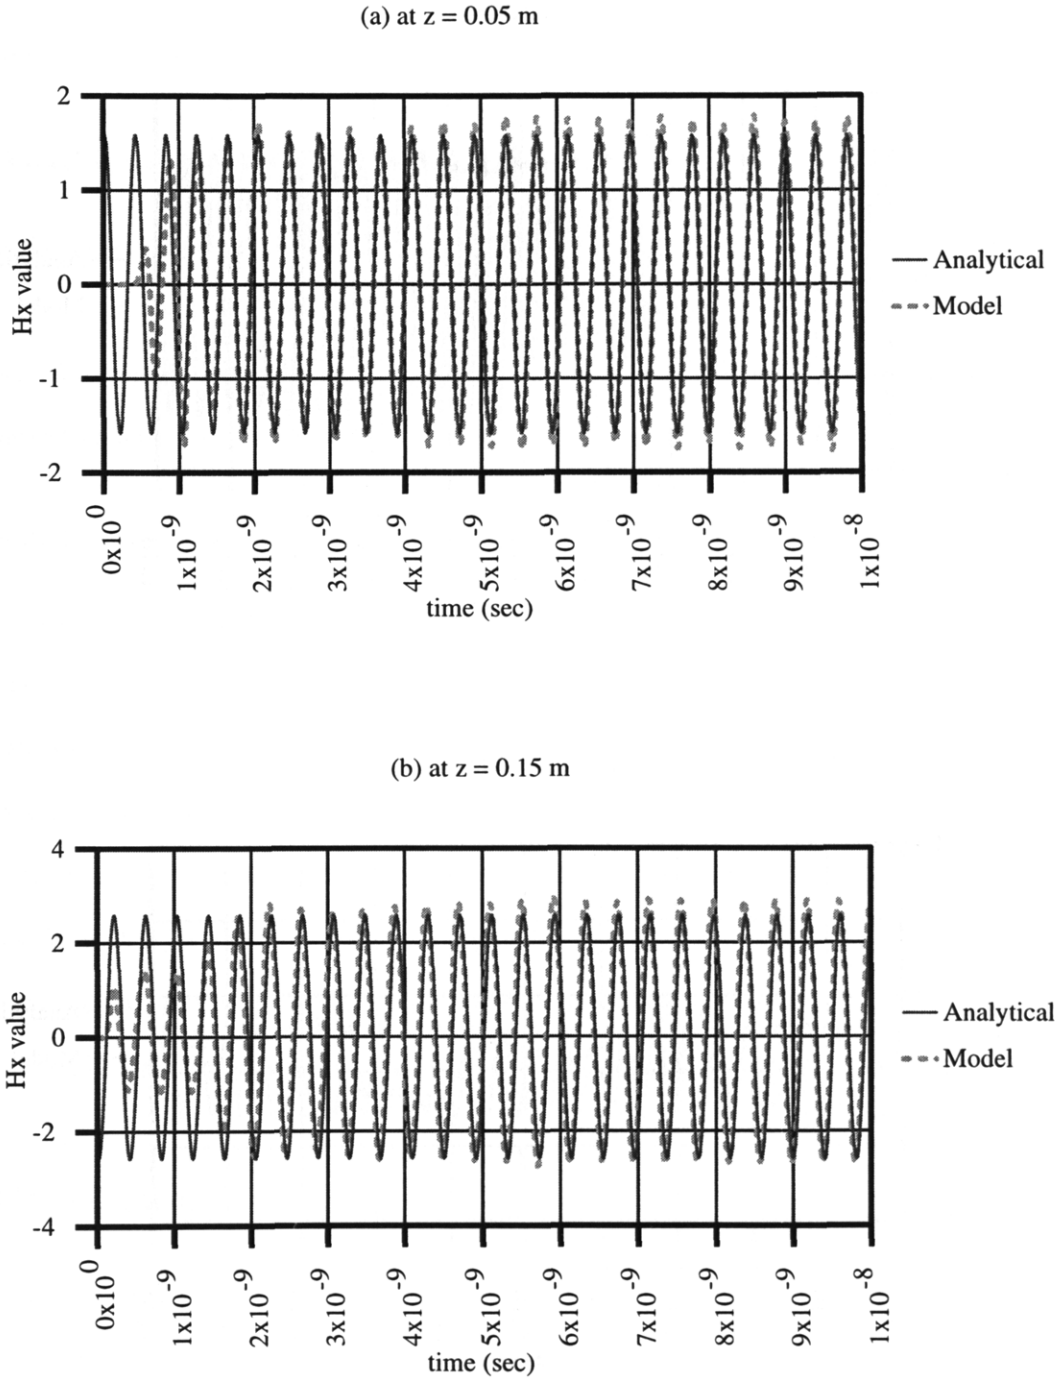 (a) at z = 0.05 m
2
1
0
-1
-2
Hx value
0x10^0
1x10^-9
2x10^-9
3x10^-9
4x10^-9
5x10^-9
6x10^-9
7x10^-9
8x10^-9
9x10^-9
1x10^-8
time (sec)
Analytical
Model
(b) at z = 0.15 m
4
2
0
-2
-4
Hx value
0x10^0
1x10^-9
2x10^-9
3x10^-9
4x10^-9
5x10^-9
6x10^-9
7x10^-9
8x10^-9
9x10^-9
1x10^-8
time (sec)
Analytical
Model